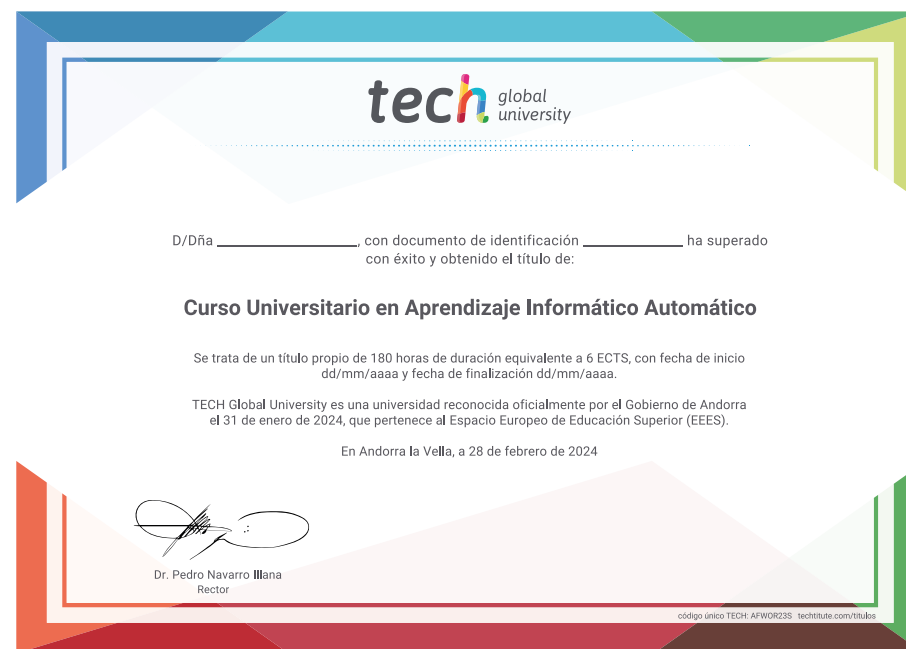 tech global university
D/Dña ____________________, con documento de identificación ______________ ha superado
con éxito y obtenido el título de:
Curso Universitario en Aprendizaje Informático Automático
Se trata de un título propio de 180 horas de duración equivalente a 6 ECTS, con fecha de inicio
dd/mm/aaaa y fecha de finalización dd/mm/aaaa.
TECH Global University es una universidad reconocida oficialmente por el Gobierno de Andorra
el 31 de enero de 2024, que pertenece al Espacio Europeo de Educación Superior (EEES).
En Andorra la Vella, a 28 de febrero de 2024
Dr. Pedro Navarro Illana
Rector
código único TECH: AFWOR23S techtitute.com/titulos